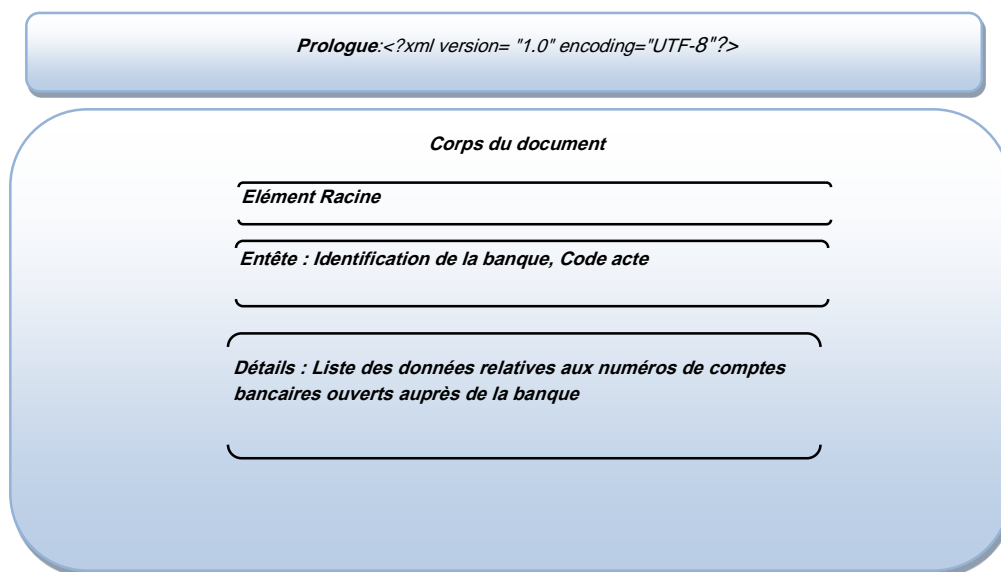 Prologue:<?xml version= "1.0" encoding="UTF-8"?>
Corps du document
Elément Racine
Entête : Identification de la banque, Code acte
Détails : Liste des données relatives aux numéros de comptes
bancaires ouverts auprès de la banque